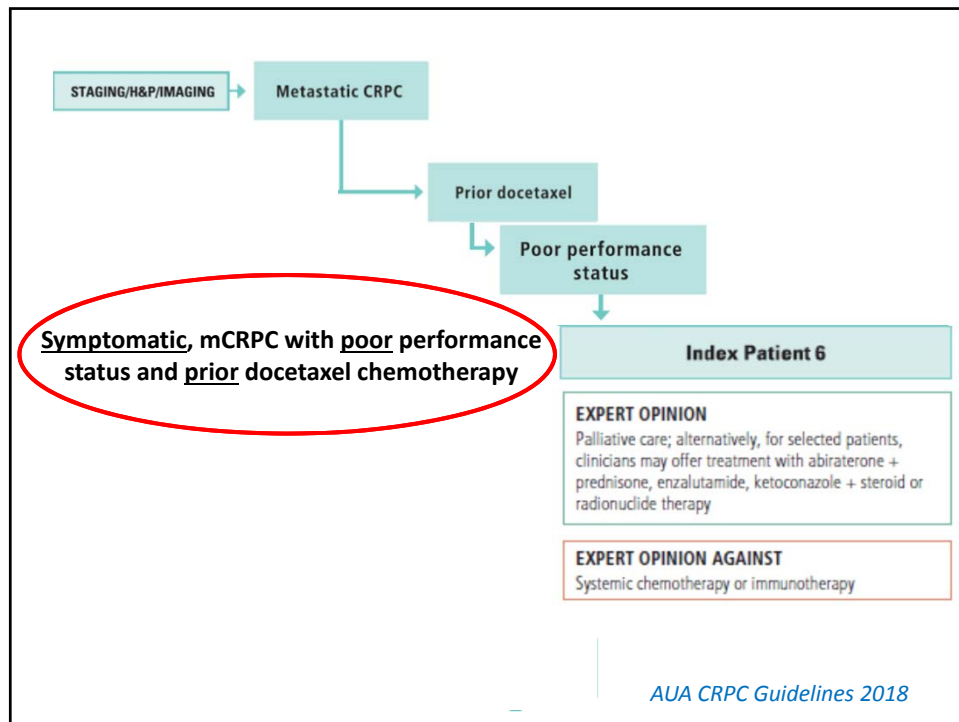 STAGING/H&P/IMAGING
Metastatic CRPC
Prior docetaxel
Poor performance
status
Symptomatic, mCRPC with poor performance
status and prior docetaxel chemotherapy
Index Patient 6
EXPERT OPINION
Palliative care; alternatively, for selected patients,
clinicians may offer treatment with abiraterone +
prednisone, enzalutamide, ketoconazole + steroid or
radionuclide therapy
EXPERT OPINION AGAINST
Systemic chemotherapy or immunotherapy
AUA CRPC Guidelines 2018